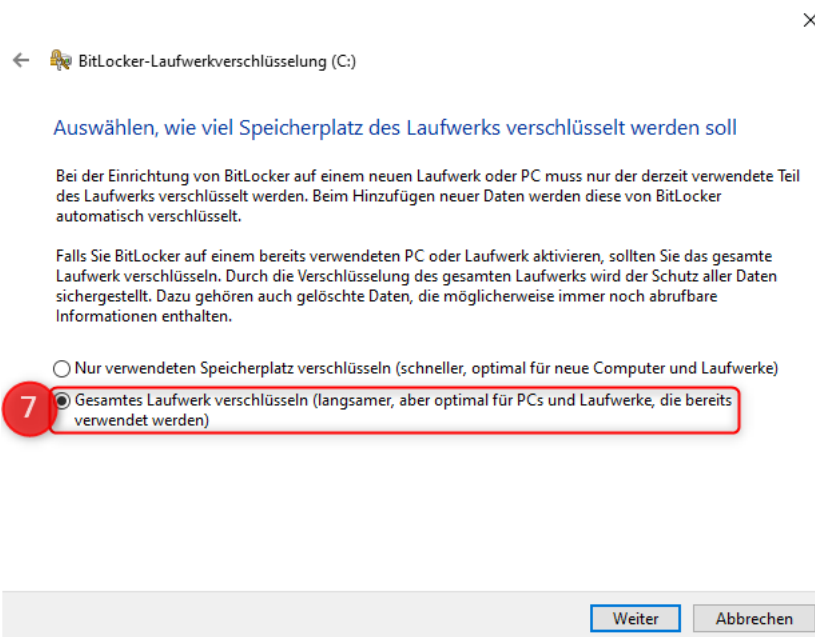 BitLocker-Laufwerkverschlüsselung (C:)
Auswählen, wie viel Speicherplatz des Laufwerks verschlüsselt werden soll
Bei der Einrichtung von BitLocker auf einem neuen Laufwerk oder PC muss nur der derzeit verwendete Teil
des Laufwerks verschlüsselt werden. Beim Hinzufügen neuer Daten werden diese von BitLocker
automatisch verschlüsselt.
Falls Sie BitLocker auf einem bereits verwendeten PC oder Laufwerk aktivieren, sollten Sie das gesamte
Laufwerk verschlüsseln. Durch die Verschlüsselung des gesamten Laufwerks wird der Schutz aller Daten
sichergestellt. Dazu gehören auch gelöschte Daten, die möglicherweise immer noch abrufbare
Informationen enthalten.
Nur verwendeten Speicherplatz verschlüsseln (schneller, optimal für neue Computer und Laufwerke)
7 Gesamtes Laufwerk verschlüsseln (langsamer, aber optimal für PCs und Laufwerke, die bereits
verwendet werden)
Weiter Abbrechen